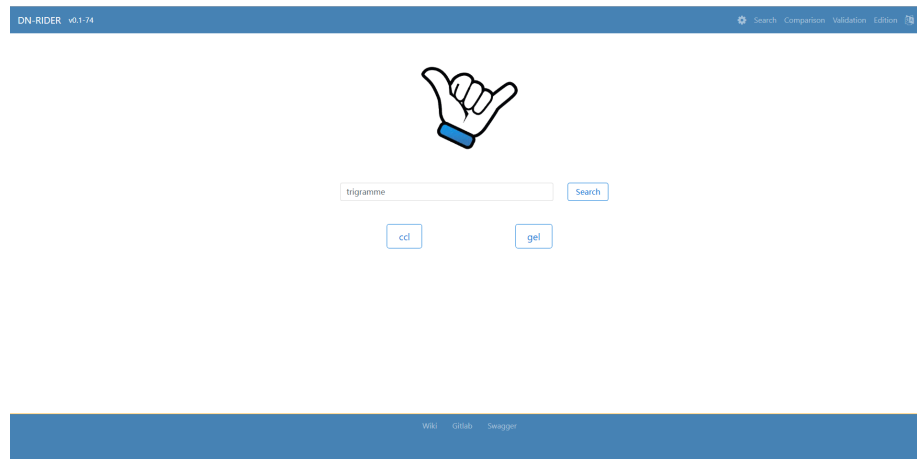 DN-RIDER v0.1-74 Search Comparison Validation Edition
trigramme Search
ccl gel
Wiki Gitlab Swagger